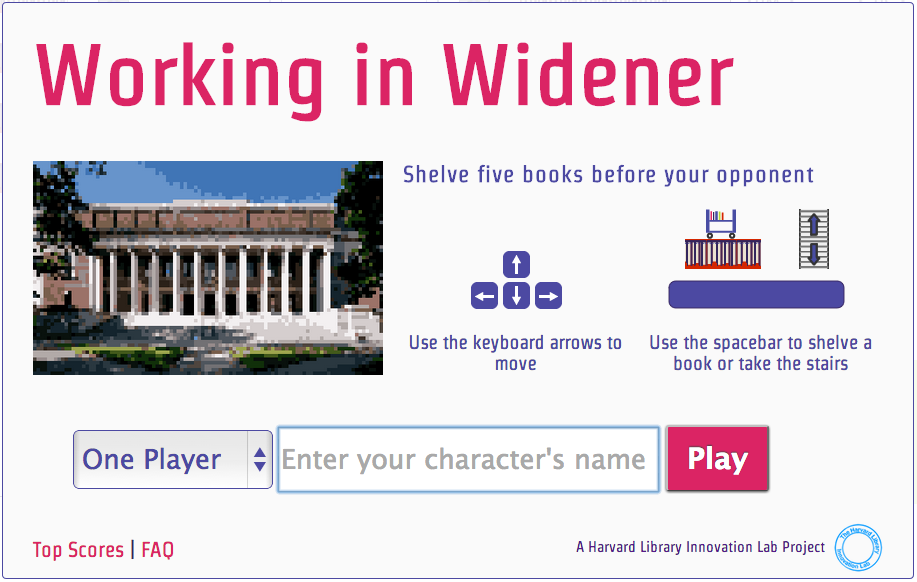 Working in Widener
Shelve five books before your opponent
Use the keyboard arrows to
move
Use the spacebar to shelve a
book or take the stairs
One Player
Enter your character's name
Play
Top Scores | FAQ
A Harvard Library Innovation Lab Project
The Harvard Library
Innovation Lab